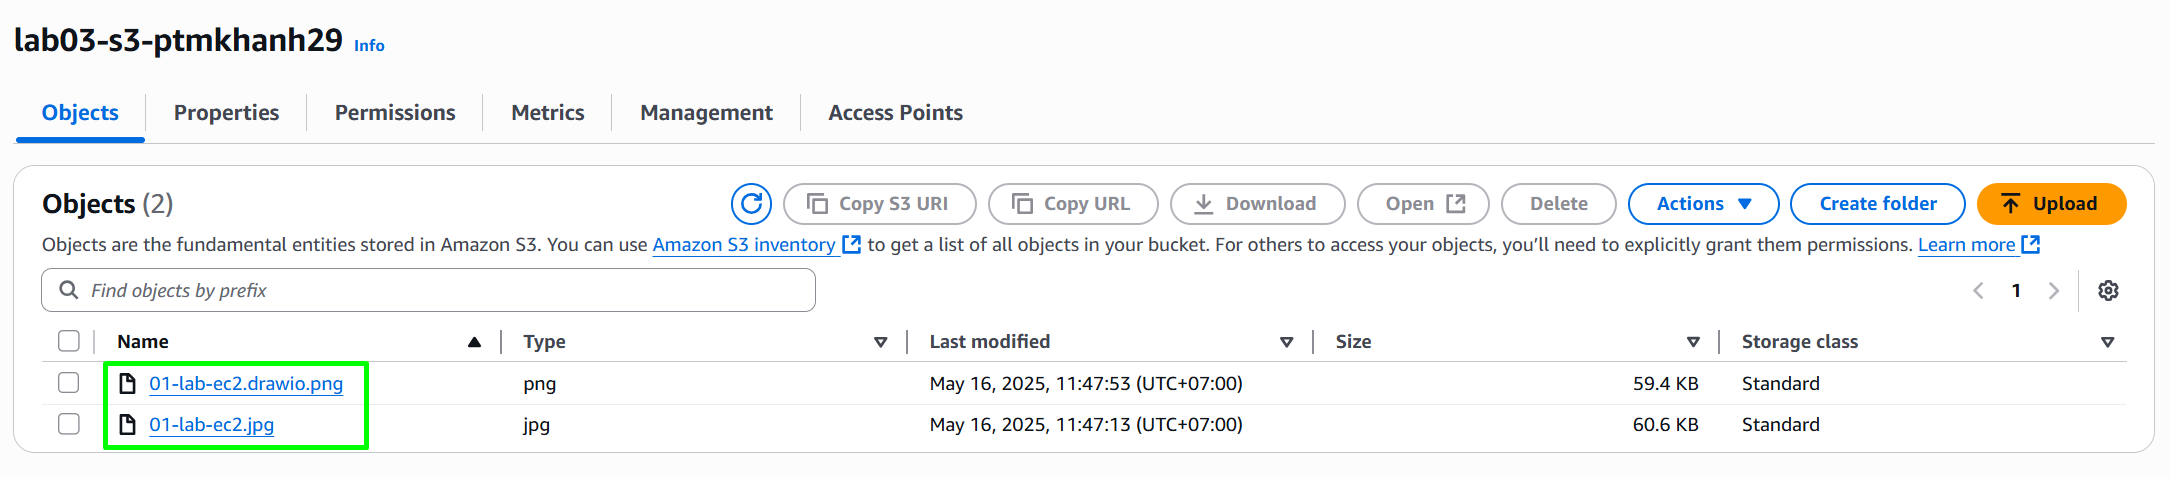 lab03-s3-ptmkhanh29 Info
Objects Properties Permissions Metrics Management Access Points
Objects (2) Copy S3 URI Copy URL Download Open Delete Actions Create folder Upload
Objects are the fundamental entities stored in Amazon S3. You can use Amazon S3 inventory to get a list of all objects in your bucket. For others to access your objects, you’ll need to explicitly grant them permissions. Learn more
Find objects by prefix 1
Name Type Last modified Size Storage class
01-lab-ec2.drawio.png png May 16, 2025, 11:47:53 (UTC+07:00) 59.4 KB Standard
01-lab-ec2.jpg jpg May 16, 2025, 11:47:13 (UTC+07:00) 60.6 KB Standard